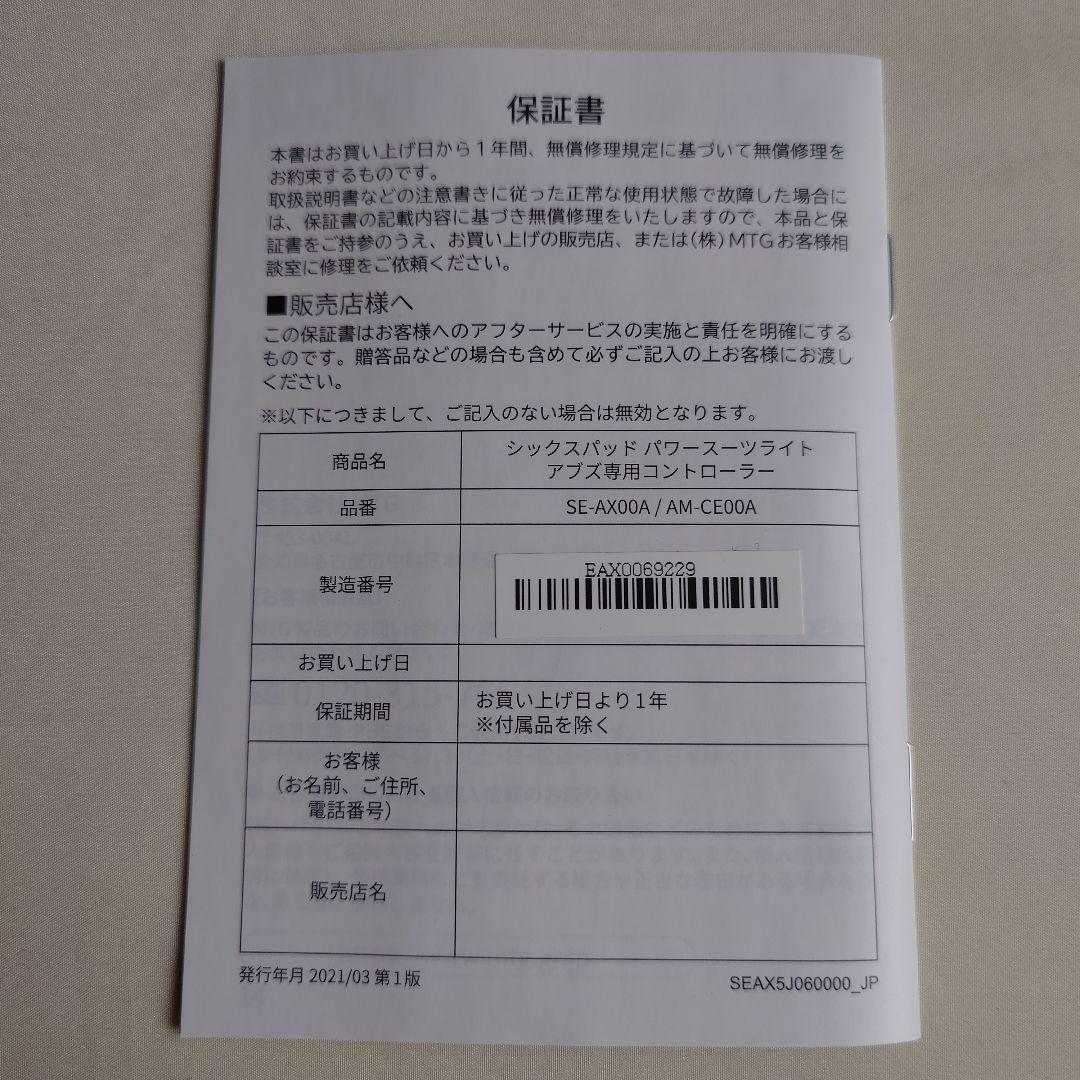 保証書
本書はお買い上げ日から１年間、無償修理規定に基づいて無償修理を
お約束するものです。
取扱説明書などの注意書きに従った正常な使用状態で故障した場合に
は、保証書の記載内容に基づき無償修理をいたしますので、本品と保
証書をご持参のうえ、お買い上げの販売店、または（株）MTGお客様相
談室に修理をご依頼ください。
■販売店様へ
この保証書はお客様へのアフターサービスの実施と責任を明確にする
ものです。贈答品などの場合も含めて必ずご記入の上お客様にお渡し
ください。
※以下につきまして、ご記入のない場合は無効となります。
商品名
シックスパッド パワースーツライト
アブズ専用コントローラー
品番
SE-AX00A / AM-CE00A
製造番号
EAX0069229
お買い上げ日
保証期間
お買い上げ日より1年
※付属品を除く
お客様
（お名前、ご住所、
電話番号）
販売店名
発行年月 2021/03 第1版
SEAX5J060000_JP